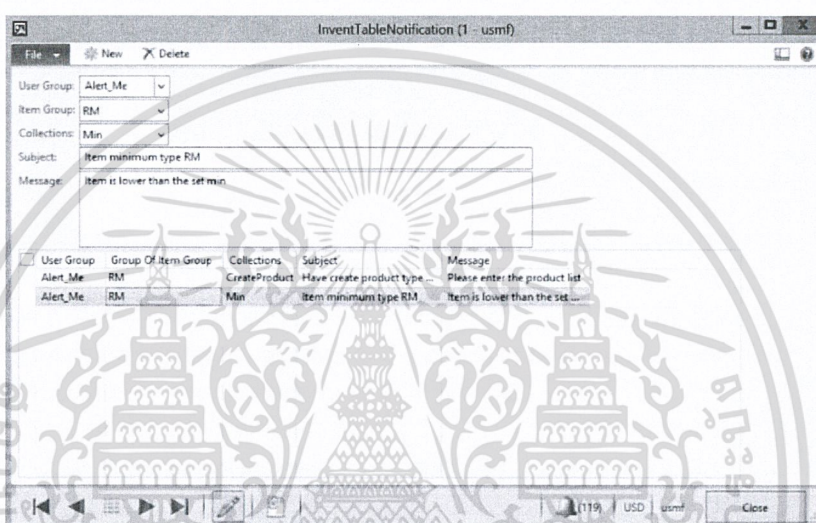 InventTableNotification (1 - usmf)
File New Delete
User Group: Alert_Me
Item Group: RM
Collections: Min
Subject: Item minimum type RM
Message: Item is lower than the set min
User Group Group Of Item Group Collections Subject Message
Alert_Me RM CreateProduct Have create product type ... Please enter the product list
Alert_Me RM Min Item minimum type RM Item is lower than the set ...
(119) USD usmf Close